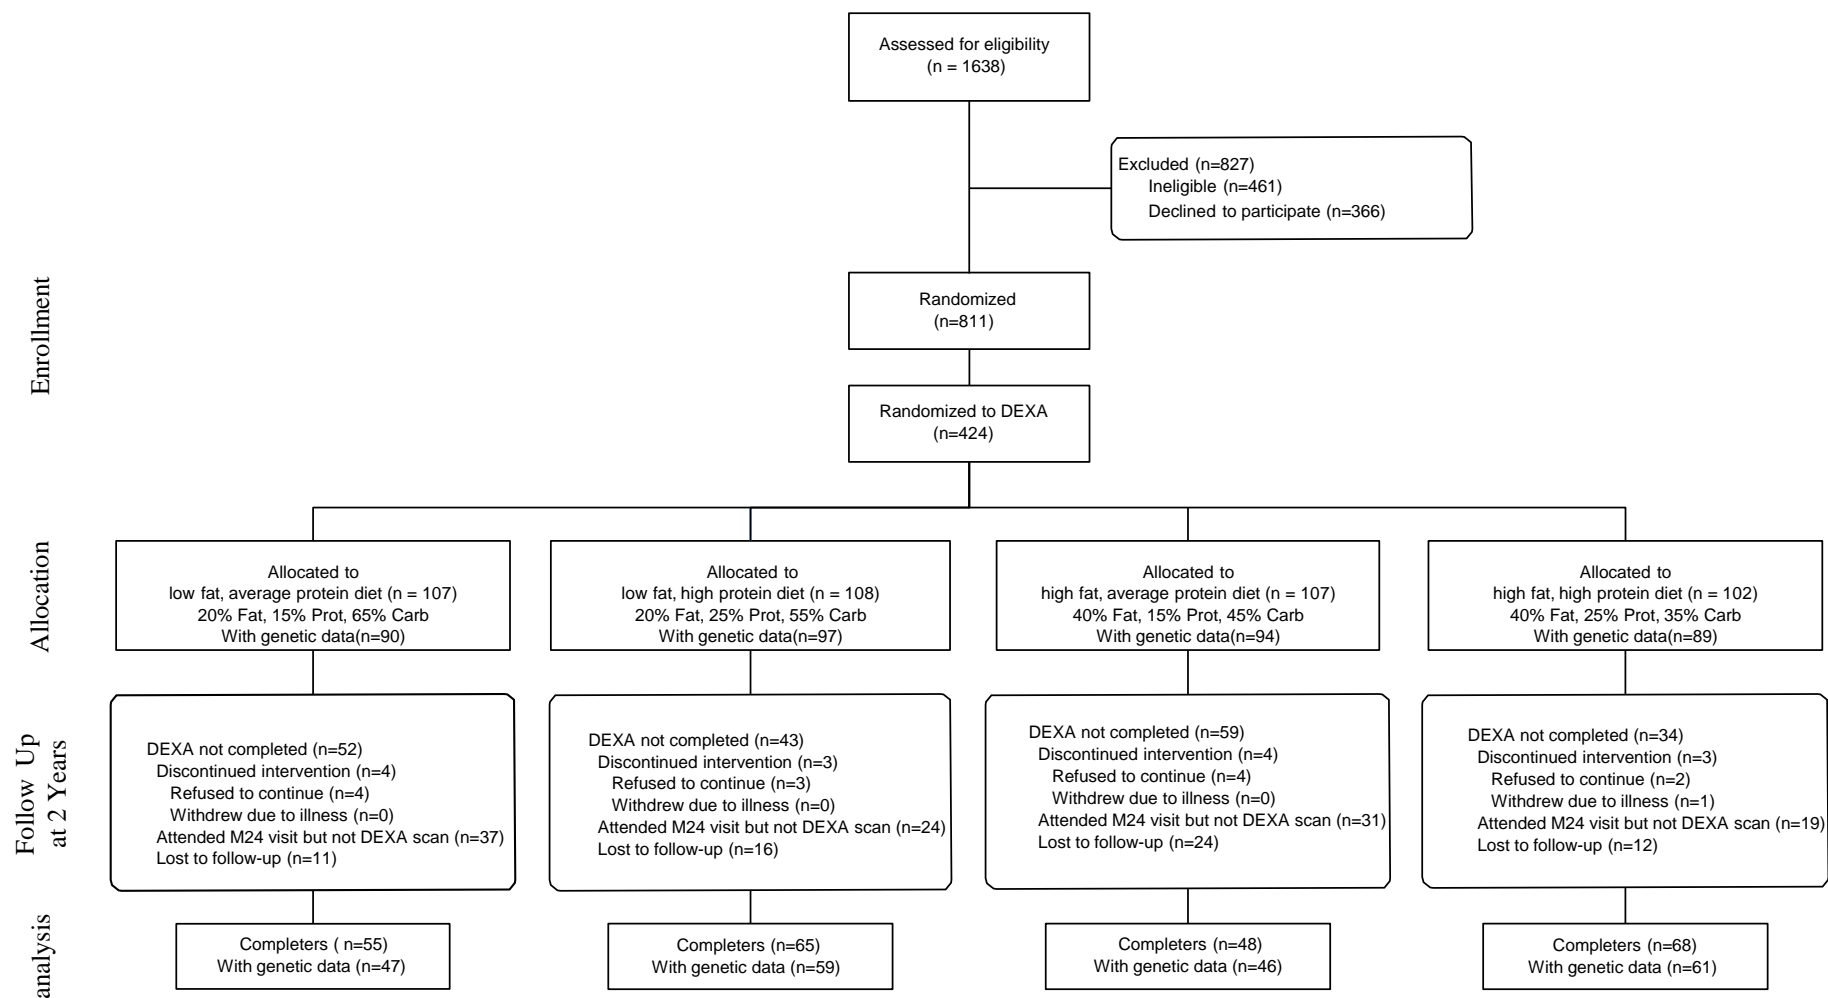 Assessed for eligibility
(n = 1638)
Excluded (n=827)
Ineligible (n=461)
Declined to participate (n=366)
Enrollment
Randomized
(n=811)
Randomized to DEXA
(n=424)
Allocation
Allocated to
low fat, average protein diet (n = 107)
20% Fat, 15% Prot, 65% Carb
With genetic data(n=90)
Allocated to
low fat, high protein diet (n = 108)
20% Fat, 25% Prot, 55% Carb
With genetic data(n=97)
Allocated to
high fat, average protein diet (n = 107)
40% Fat, 15% Prot, 45% Carb
With genetic data(n=94)
Allocated to
high fat, high protein diet (n = 102)
40% Fat, 25% Prot, 35% Carb
With genetic data(n=89)
Follow Up
at 2 Years
DEXA not completed (n=52)
Discontinued intervention (n=4)
Refused to continue (n=4)
Withdrew due to illness (n=0)
Attended M24 visit but not DEXA scan (n=37)
Lost to follow-up (n=11)
DEXA not completed (n=43)
Discontinued intervention (n=3)
Refused to continue (n=3)
Withdrew due to illness (n=0)
Attended M24 visit but not DEXA scan (n=24)
Lost to follow-up (n=16)
DEXA not completed (n=59)
Discontinued intervention (n=4)
Refused to continue (n=4)
Withdrew due to illness (n=0)
Attended M24 visit but not DEXA scan (n=31)
Lost to follow-up (n=24)
DEXA not completed (n=34)
Discontinued intervention (n=3)
Refused to continue (n=2)
Withdrew due to illness (n=1)
Attended M24 visit but not DEXA scan (n=19)
Lost to follow-up (n=12)
analysis
Completers ( n=55)
With genetic data (n=47)
Completers (n=65)
With genetic data (n=59)
Completers (n=48)
With genetic data (n=46)
Completers (n=68)
With genetic data (n=61)